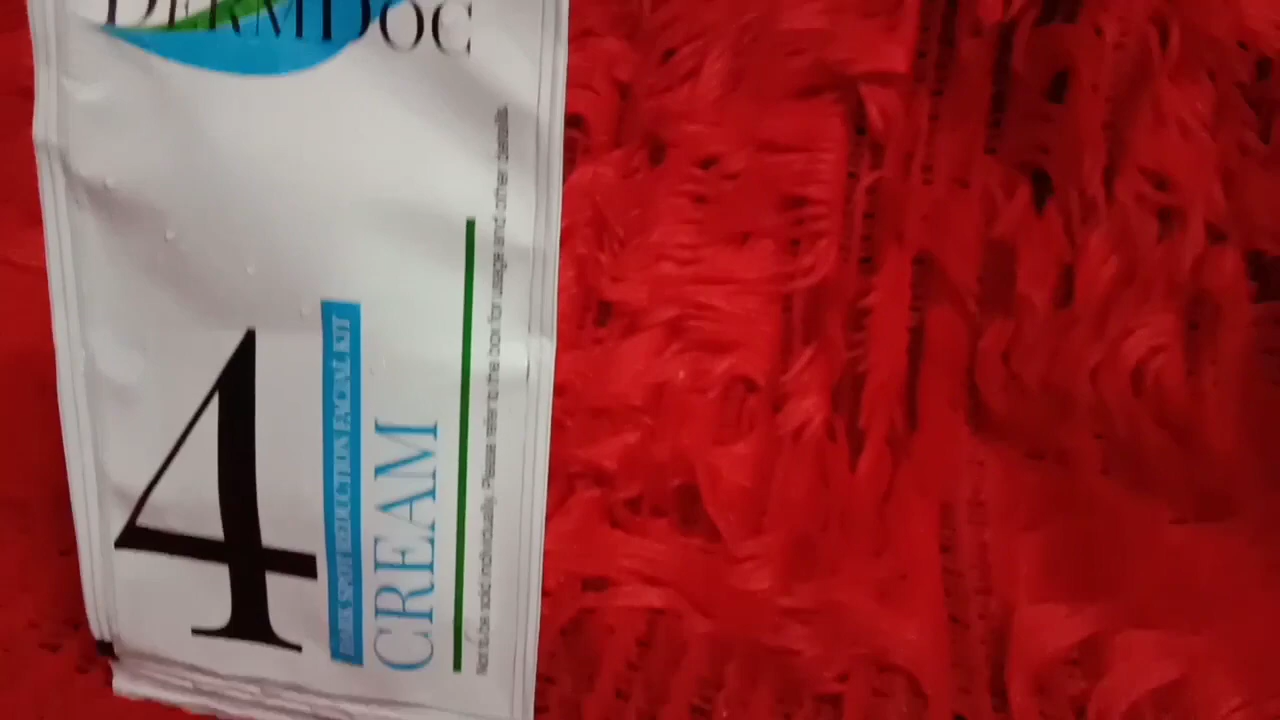 DERMDOC
4
DARK SPOT REDUCTION FACIAL KIT
CREAM
Not to be sold individually. Please refer to the box for usage and other details